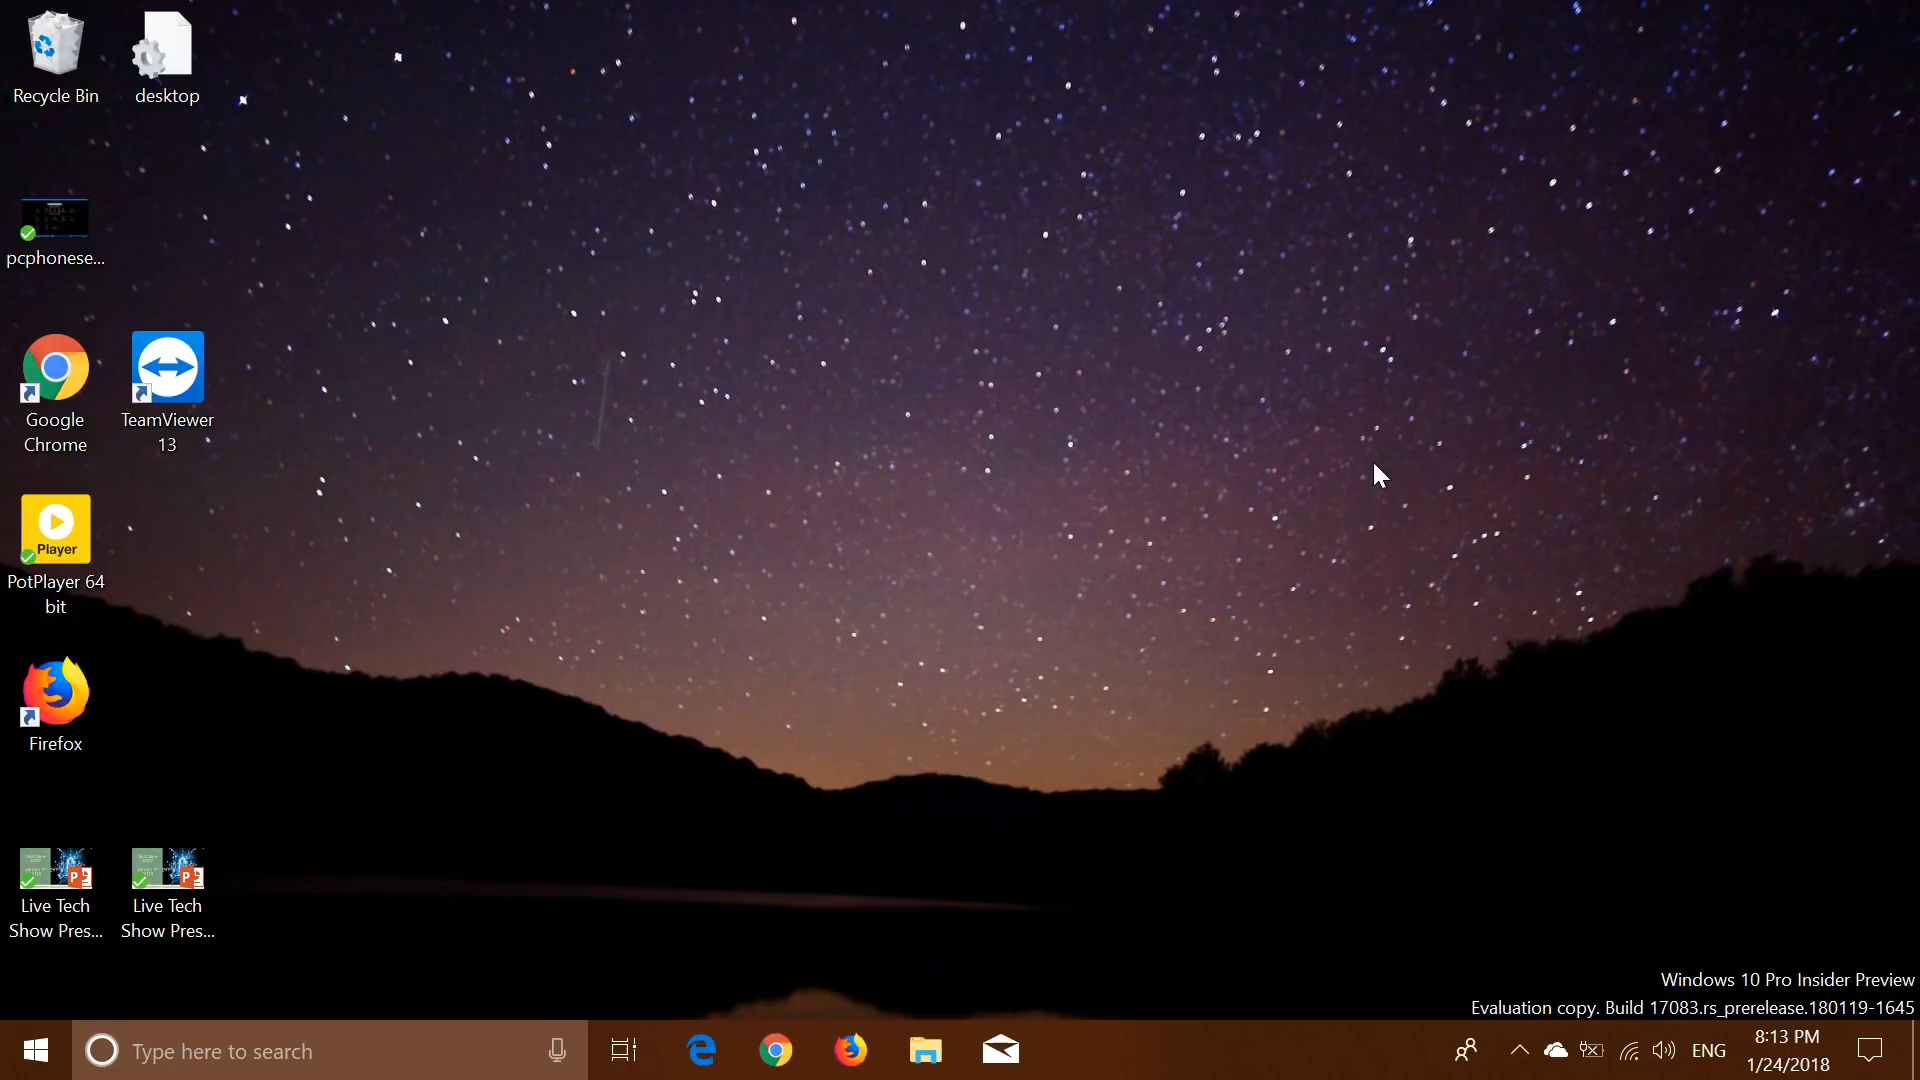 Recycle Bin
desktop
pcphonese...
Google
Chrome
TeamViewer
13
Player
PotPlayer 64
bit
Firefox
Live Tech
Show Pres...
Live Tech
Show Pres...
Windows 10 Pro Insider Preview
Evaluation copy. Build 17083.rs_prerelease.180119-1645
Type here to search
ENG
8:13 PM
1/24/2018